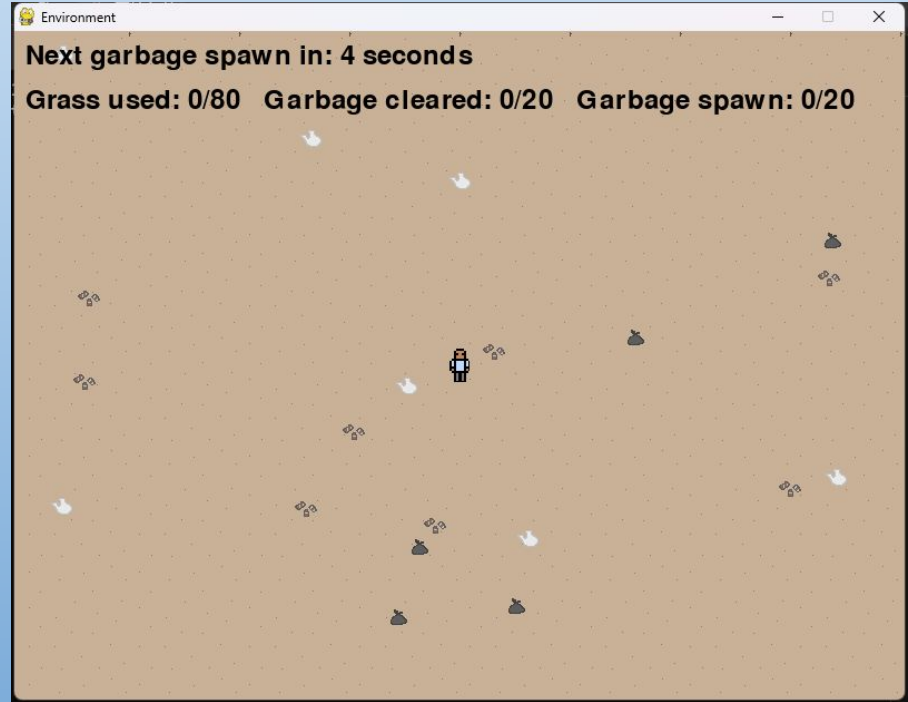 Environment
Next garbage spawn in: 4 seconds
Grass used: 0/80 Garbage cleared: 0/20 Garbage spawn: 0/20